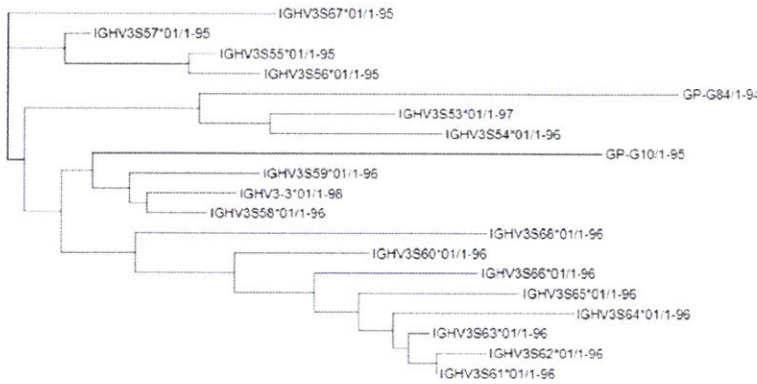 IGHV3S67*01/1-95
IGHV3S57*01/1-95
IGHV3S55*01/1-95
IGHV3S56*01/1-95
GP-G84/1-94
IGHV3S53*01/1-97
IGHV3S54*01/1-96
GP-G10/1-95
IGHV3S59*01/1-96
IGHV3-3*01/1-98
IGHV3S58*01/1-96
IGHV3S68*01/1-96
IGHV3S60*01/1-96
IGHV3S66*01/1-96
IGHV3S65*01/1-96
IGHV3S64*01/1-96
IGHV3S63*01/1-96
IGHV3S62*01/1-96
IGHV3S61*01/1-96